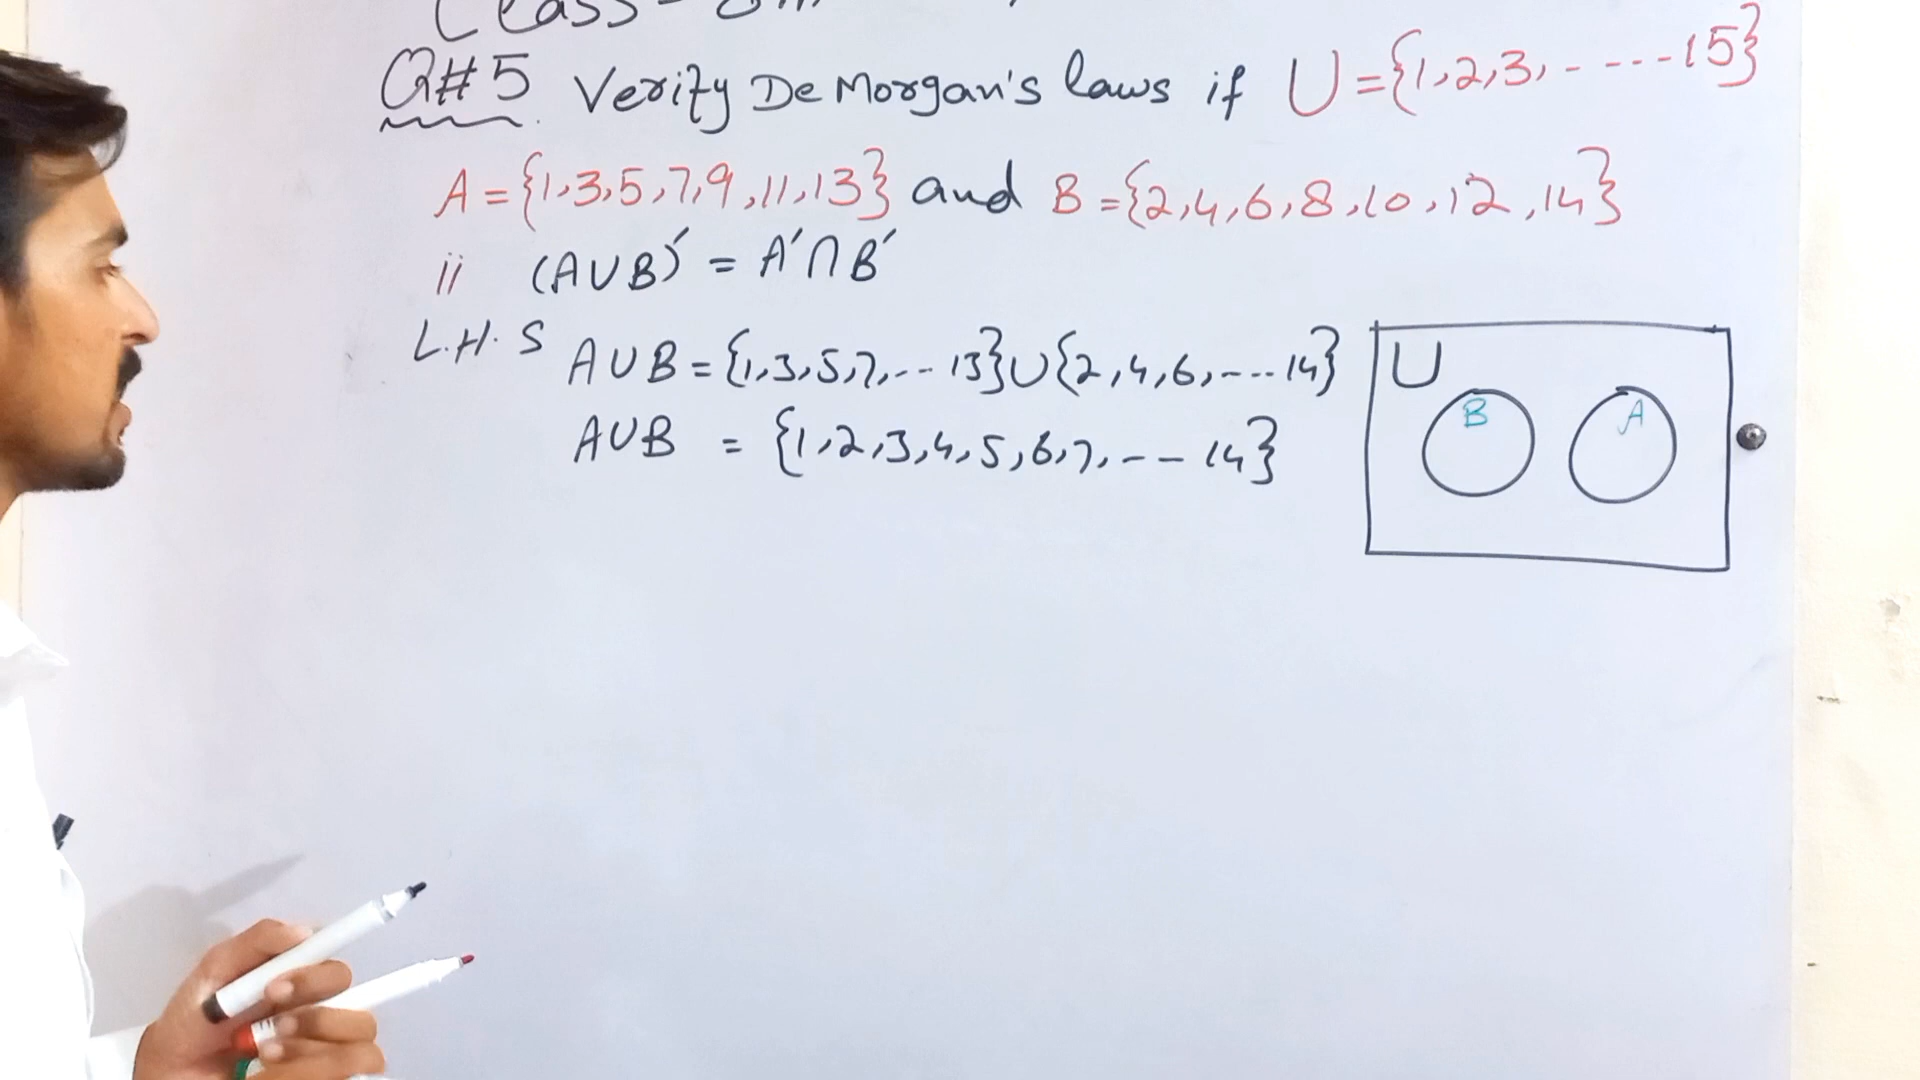 Class - 8th
Q#5. Verify De Morgan's laws if U = {1,2,3,-----15}
A = {1,3,5,7,9,11,13} and B = {2,4,6,8,10,12,14}
ii (A∪B)′ = A′∩B′
L.H.S A∪B = {1,3,5,7,---13}∪{2,4,6,----14}
A∪B = {1,2,3,4,5,6,7,--14}
U
B A